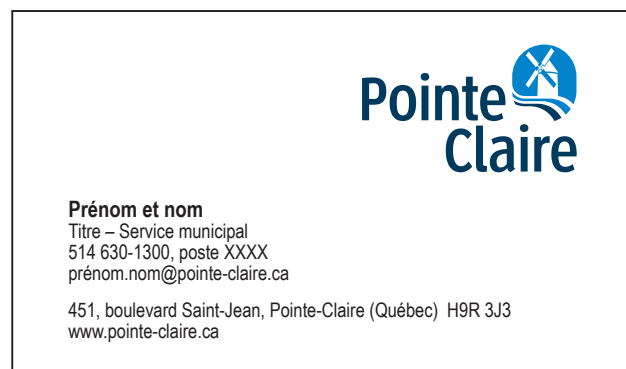 Pointe
Claire
Prénom et nom
Titre – Service municipal
514 630-1300, poste XXXX
prénom.nom@pointe-claire.ca
451, boulevard Saint-Jean, Pointe-Claire (Québec)  H9R 3J3
www.pointe-claire.ca